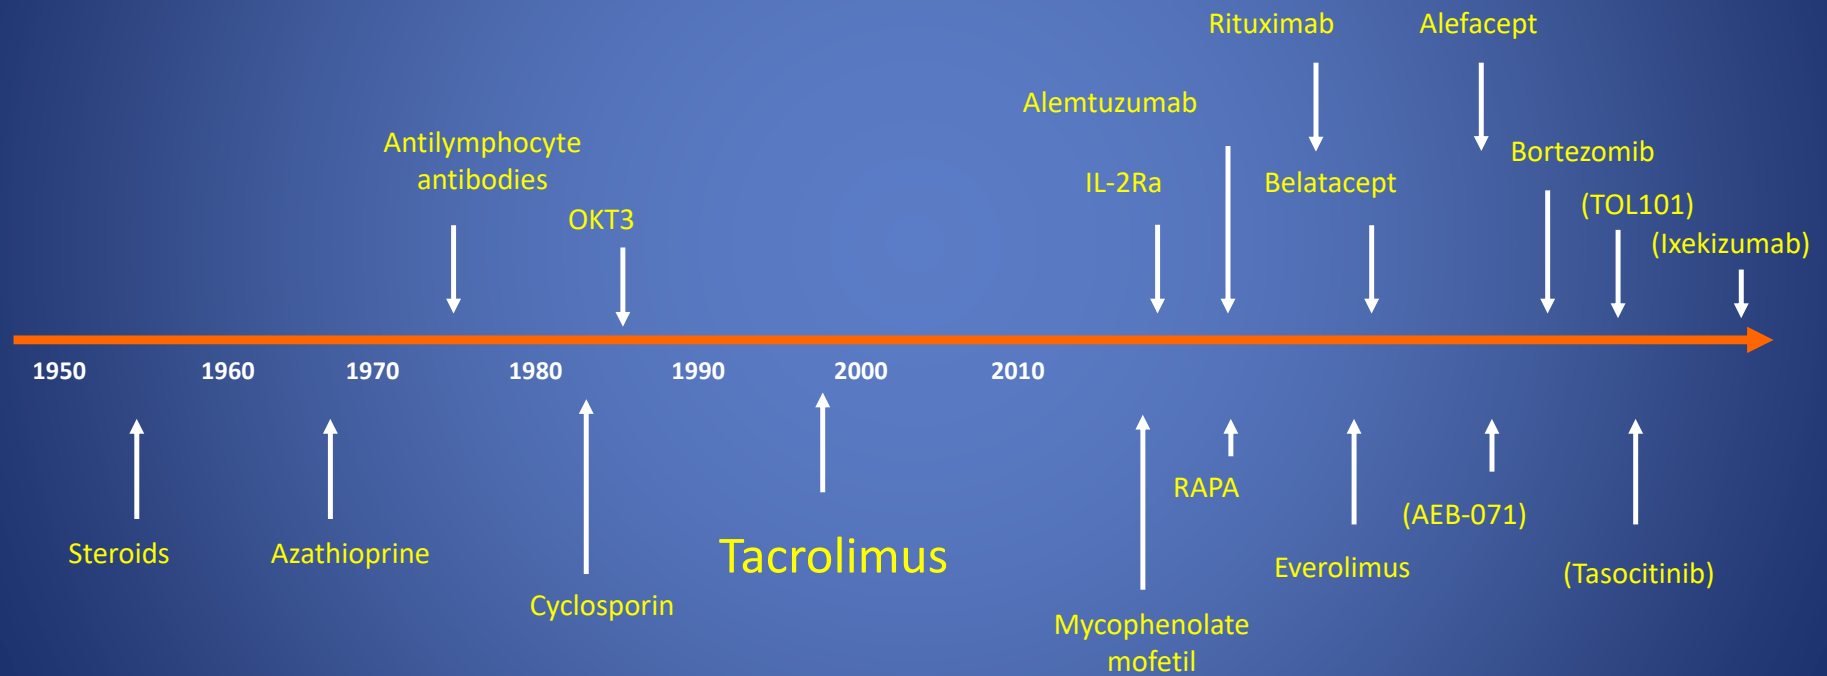 Rituximab
Alefacept
Alemtuzumab
Antilymphocyte
antibodies
Bortezomib
IL-2Ra
Belatacept
OKT3
(TOL101)
(Ixekizumab)
1950 1960 1970 1980 1990 2000 2010
RAPA
(AEB-071)
Steroids
Azathioprine
Tacrolimus
Everolimus
(Tasocitinib)
Cyclosporin
Mycophenolate
mofetil